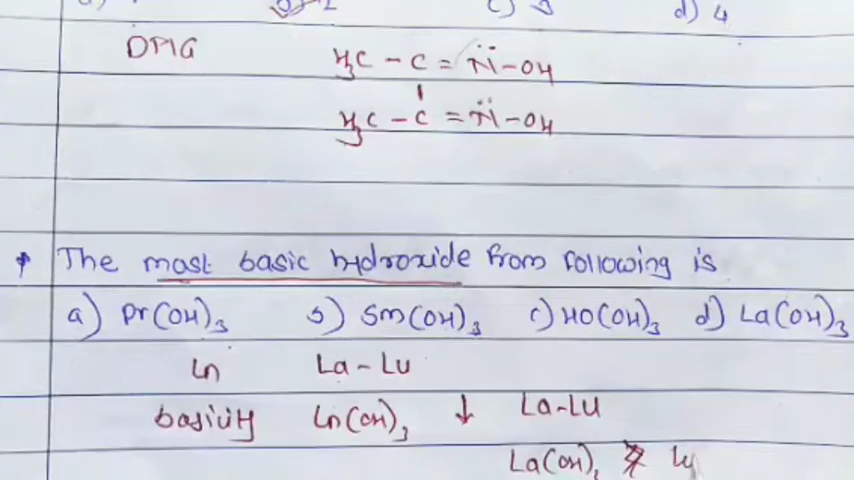 c) 3 d) 4
DMG H3C - C = N̈ - OH
H3C - C = N̈ - OH
* The most basic hydroxide from following is
a) Pr(OH)3 b) Sm(OH)3 c) HO(OH)3 d) La(OH)3
Ln La - Lu
basicity Ln(OH)3 ↓ La-LU
La(OH)3 Lu